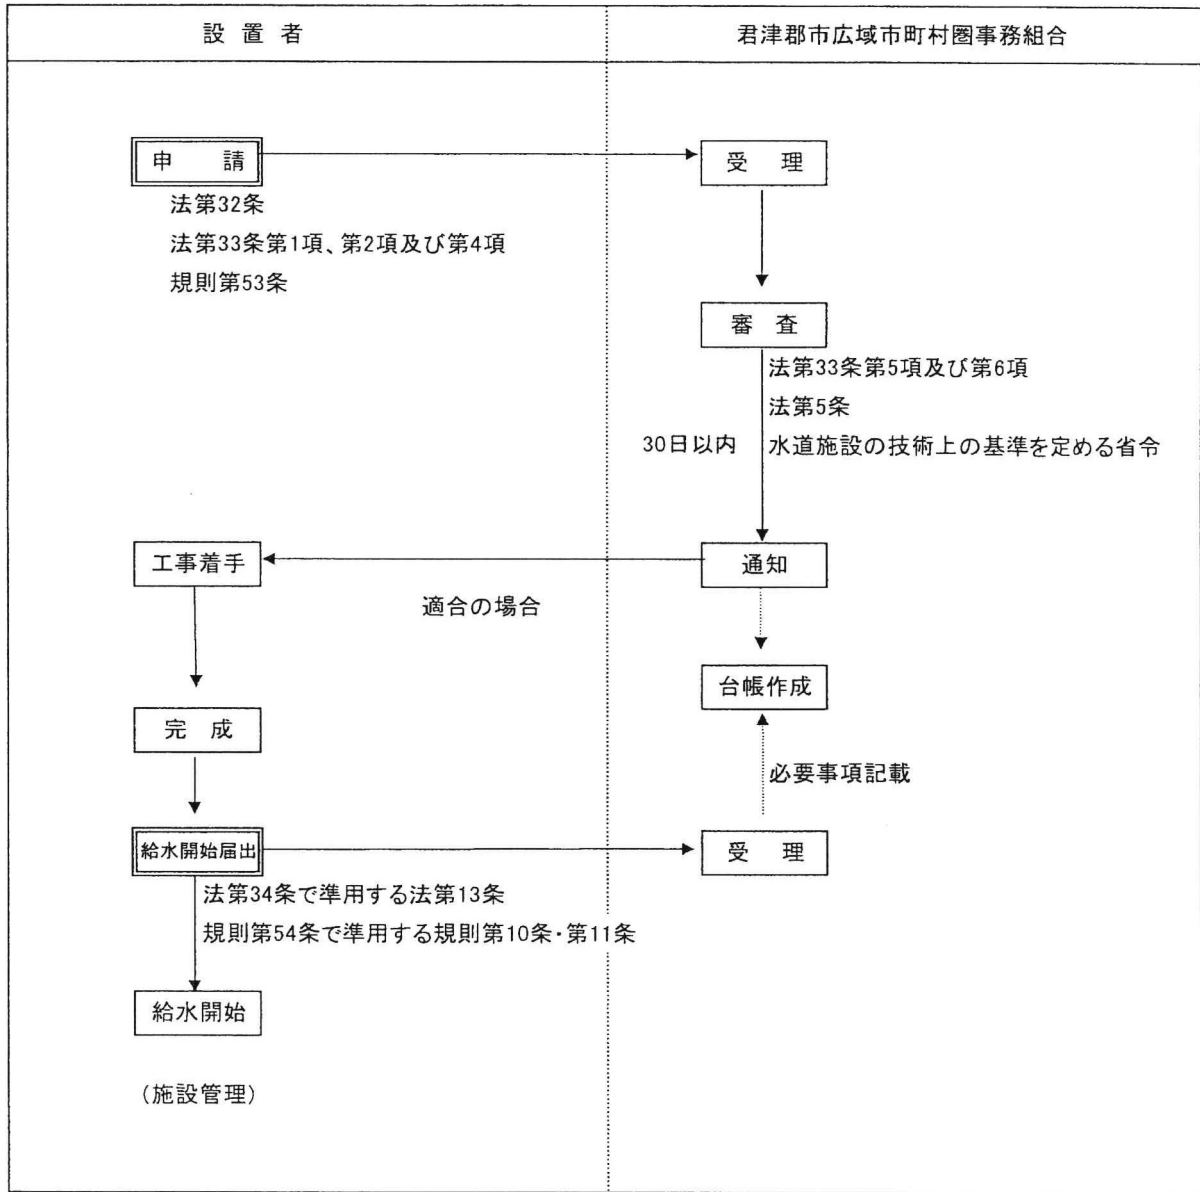 設置者
君津郡市広域市町村圏事務組合
申請
受理
法第32条
法第33条第1項、第2項及び第4項
規則第53条
審査
法第33条第5項及び第6項
法第5条
30日以内
水道施設の技術上の基準を定める省令
工事着手
通知
適合の場合
台帳作成
完成
必要事項記載
給水開始届出
受理
法第34条で準用する法第13条
規則第54条で準用する規則第10条・第11条
給水開始
(施設管理)